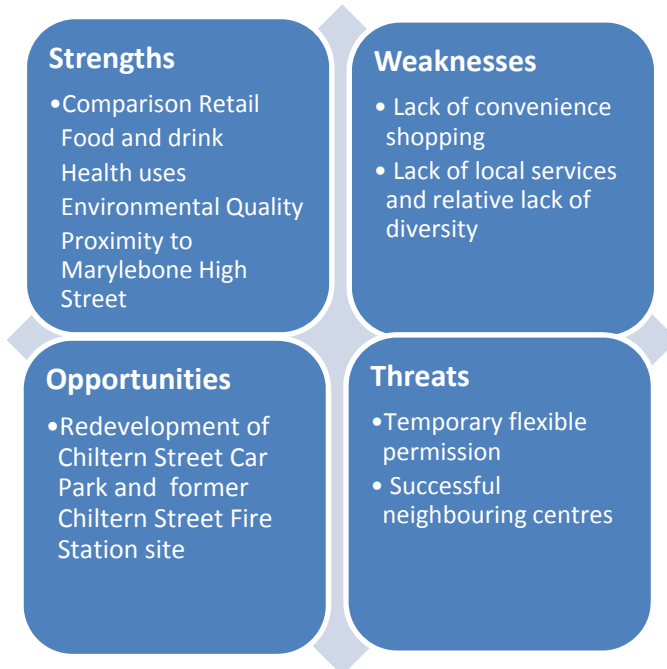 Strengths
•Comparison Retail
Food and drink
Health uses
Environmental Quality
Proximity to
Marylebone High
Street
Weaknesses
• Lack of convenience
shopping
• Lack of local services
and relative lack of
diversity
Opportunities
•Redevelopment of
Chiltern Street Car
Park and former
Chiltern Street Fire
Station site
Threats
•Temporary flexible
permission
• Successful
neighbouring centres